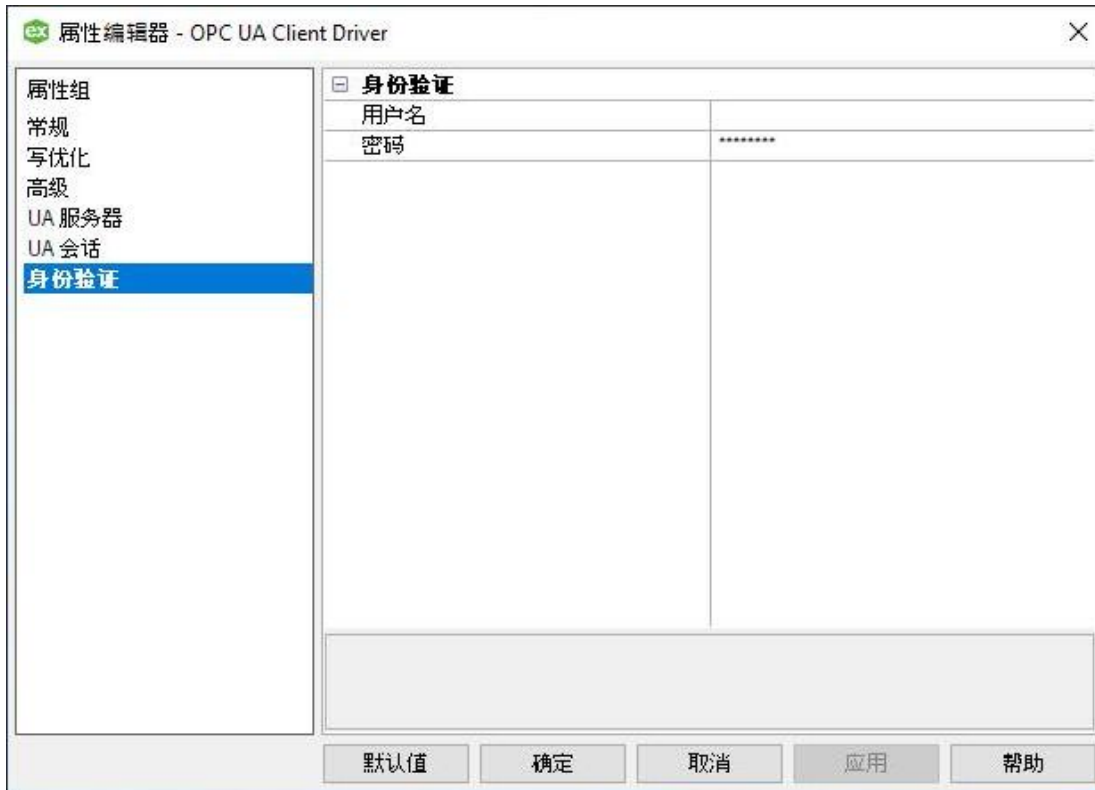 属性编辑器 - OPC UA Client Driver
属性组
常规
写优化
高级
UA 服务器
UA 会话
身份验证
身份验证
用户名
密码 ********
默认值 确定 取消 应用 帮助